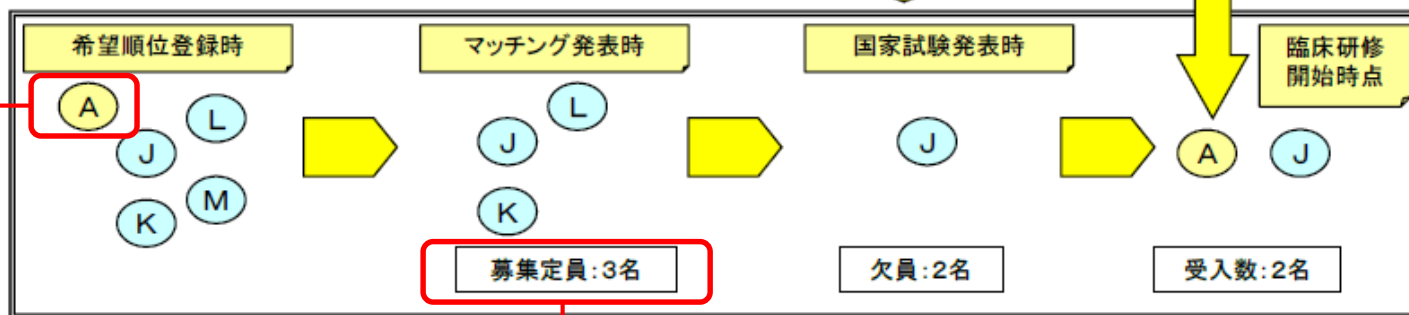 希望順位登録時
マッチング発表時
国家試験発表時
臨床研修
開始時点
A
L
J
M
K
L
J
K
J
A
J
募集定員:3名
欠員:2名
受入数:2名